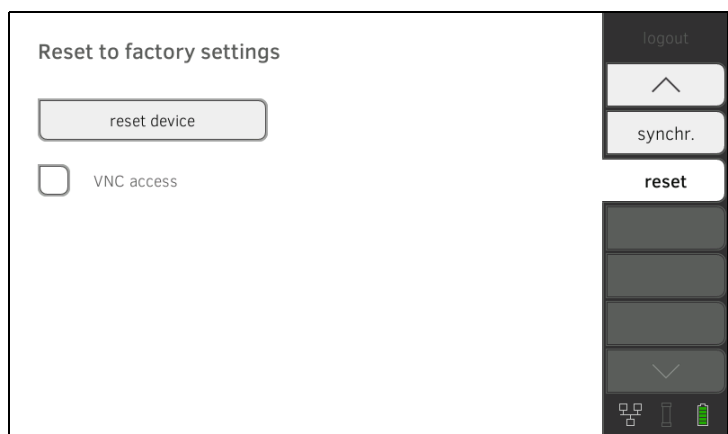 Reset to factory settings
reset device
VNC access
logout
synchr.
reset